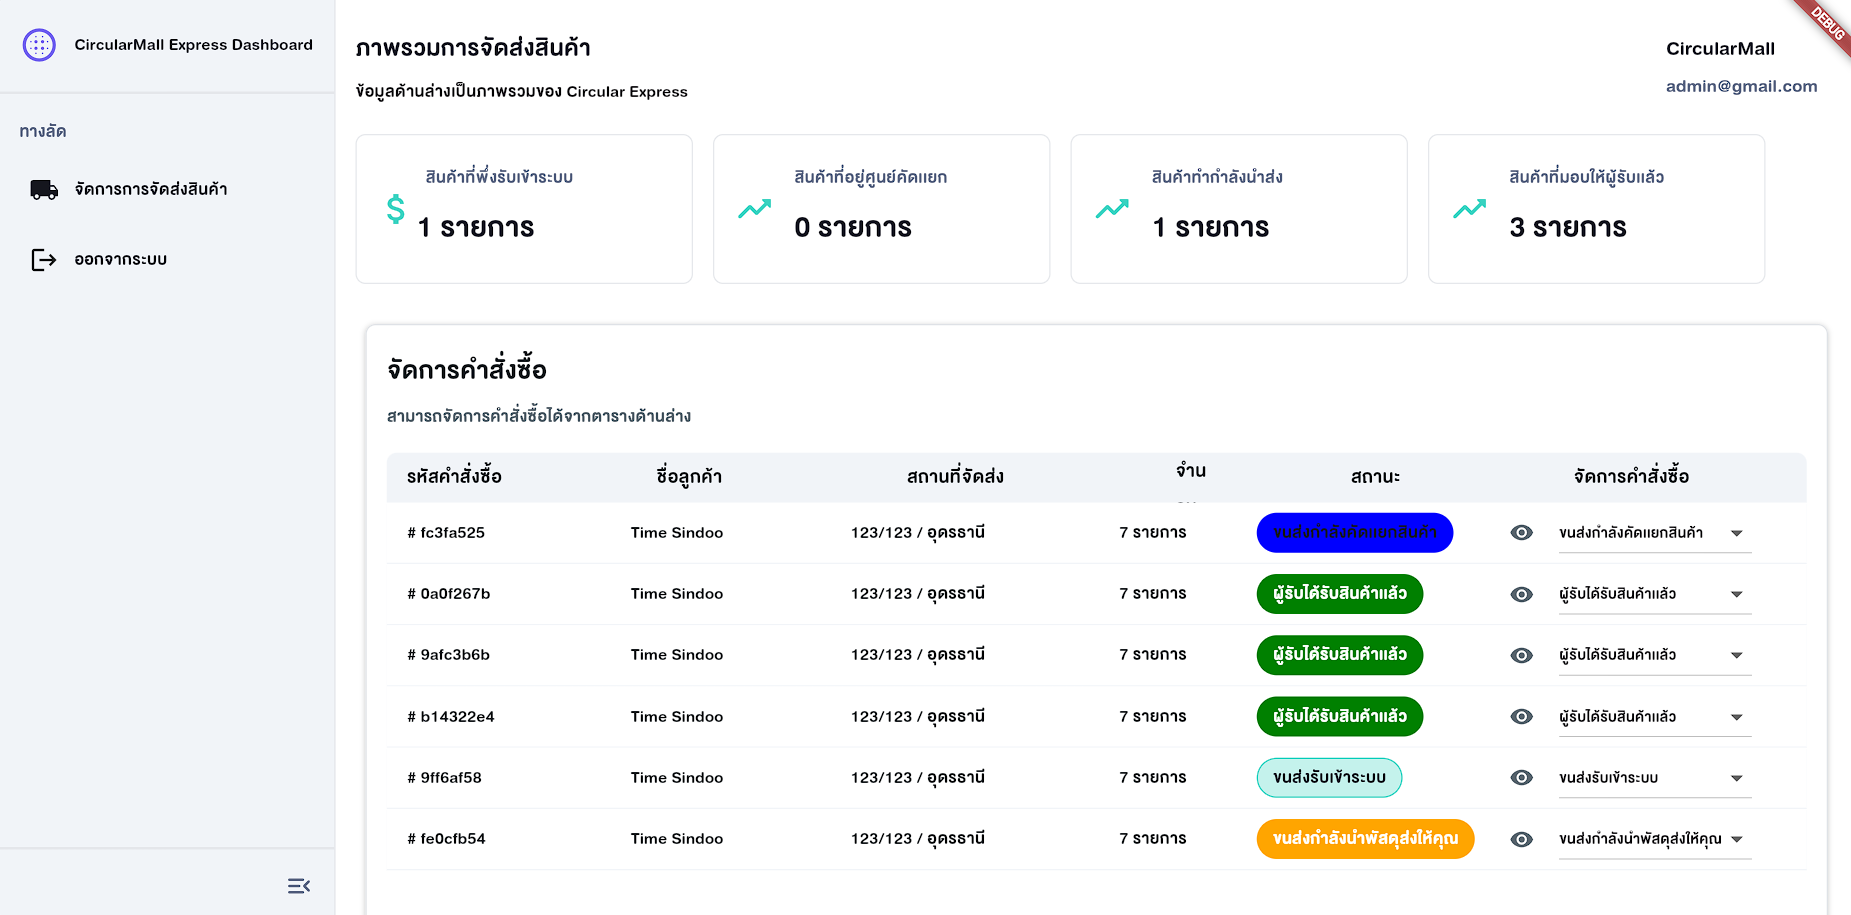 CircularMall Express Dashboard
ทางลัด
จัดการการจัดส่งสินค้า
ออกจากระบบ
ภาพรวมการจัดส่งสินค้า
ข้อมูลด้านล่างเป็นภาพรวมของ Circular Express
CircularMall
admin@gmail.com
DEBUG
สินค้าที่พึ่งรับเข้าระบบ
1 รายการ
สินค้าที่อยู่ศูนย์คัดแยก
0 รายการ
สินค้าทำกำลังนำส่ง
1 รายการ
สินค้าที่มอบให้ผู้รับแล้ว
3 รายการ
จัดการคำสั่งซื้อ
สามารถจัดการคำสั่งซื้อได้จากตารางด้านล่าง
รหัสคำสั่งซื้อ ชื่อลูกค้า สถานที่จัดส่ง จำน สถานะ จัดการคำสั่งซื้อ
# fc3fa525 Time Sindoo 123/123 / อุดรธานี 7 รายการ ขนส่งกำลังคัดแยกสินค้า ขนส่งกำลังคัดแยกสินค้า
# 0a0f267b Time Sindoo 123/123 / อุดรธานี 7 รายการ ผู้รับได้รับสินค้าแล้ว ผู้รับได้รับสินค้าแล้ว
# 9afc3b6b Time Sindoo 123/123 / อุดรธานี 7 รายการ ผู้รับได้รับสินค้าแล้ว ผู้รับได้รับสินค้าแล้ว
# b14322e4 Time Sindoo 123/123 / อุดรธานี 7 รายการ ผู้รับได้รับสินค้าแล้ว ผู้รับได้รับสินค้าแล้ว
# 9ff6af58 Time Sindoo 123/123 / อุดรธานี 7 รายการ ขนส่งรับเข้าระบบ ขนส่งรับเข้าระบบ
# fe0cfb54 Time Sindoo 123/123 / อุดรธานี 7 รายการ ขนส่งกำลังนำพัสดุส่งให้คุณ ขนส่งกำลังนำพัสดุส่งให้คุณ